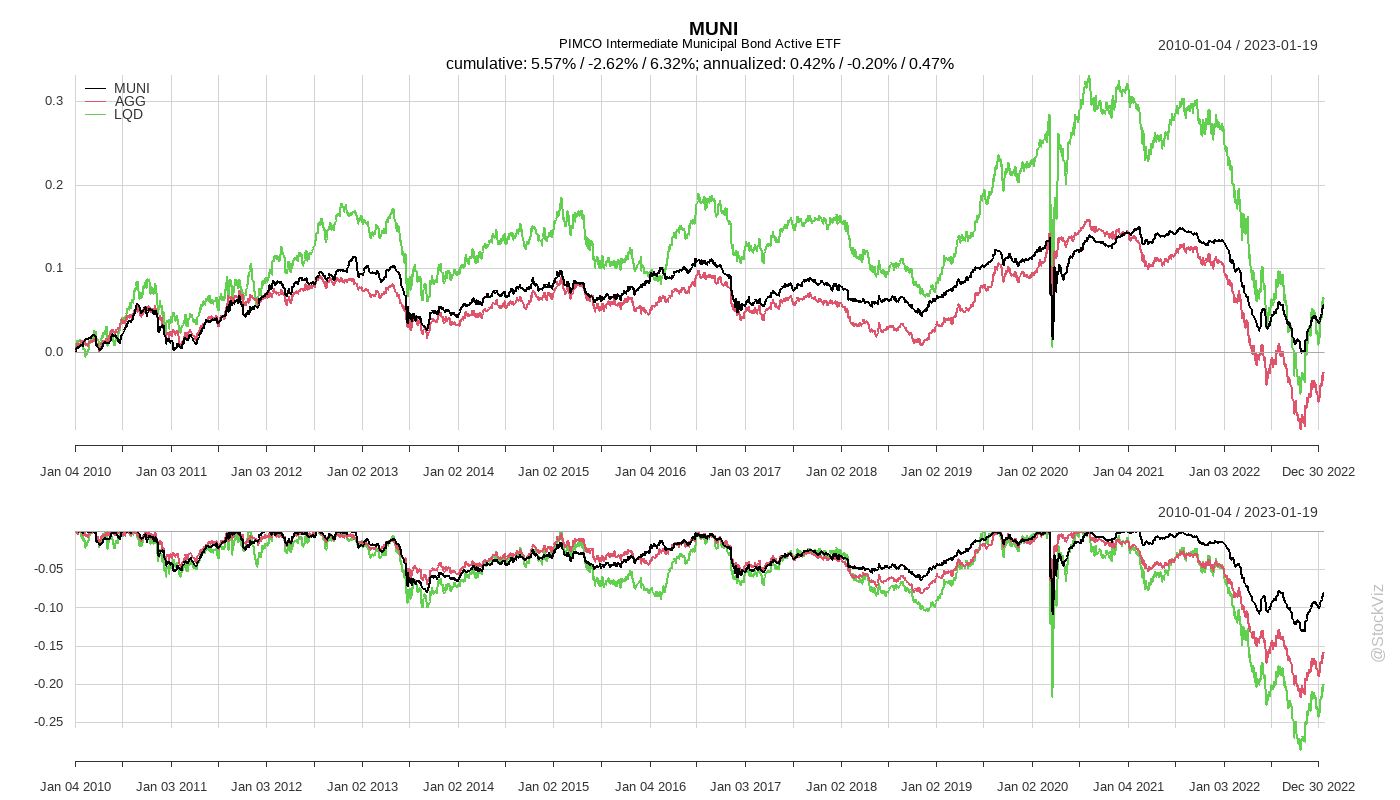 MUNI
PIMCO Intermediate Municipal Bond Active ETF
2010-01-04 / 2023-01-19
cumulative: 5.57% / -2.62% / 6.32%; annualized: 0.42% / -0.20% / 0.47%
MUNI
AGG
LQD
0.3
0.2
0.1
0.0
Jan 04 2010 Jan 03 2011 Jan 03 2012 Jan 02 2013 Jan 02 2014 Jan 02 2015 Jan 04 2016 Jan 03 2017 Jan 02 2018 Jan 02 2019 Jan 02 2020 Jan 04 2021 Jan 03 2022 Dec 30 2022
2010-01-04 / 2023-01-19
-0.05
-0.10
-0.15
-0.20
-0.25
Jan 04 2010 Jan 03 2011 Jan 03 2012 Jan 02 2013 Jan 02 2014 Jan 02 2015 Jan 04 2016 Jan 03 2017 Jan 02 2018 Jan 02 2019 Jan 02 2020 Jan 04 2021 Jan 03 2022 Dec 30 2022
@StockViz